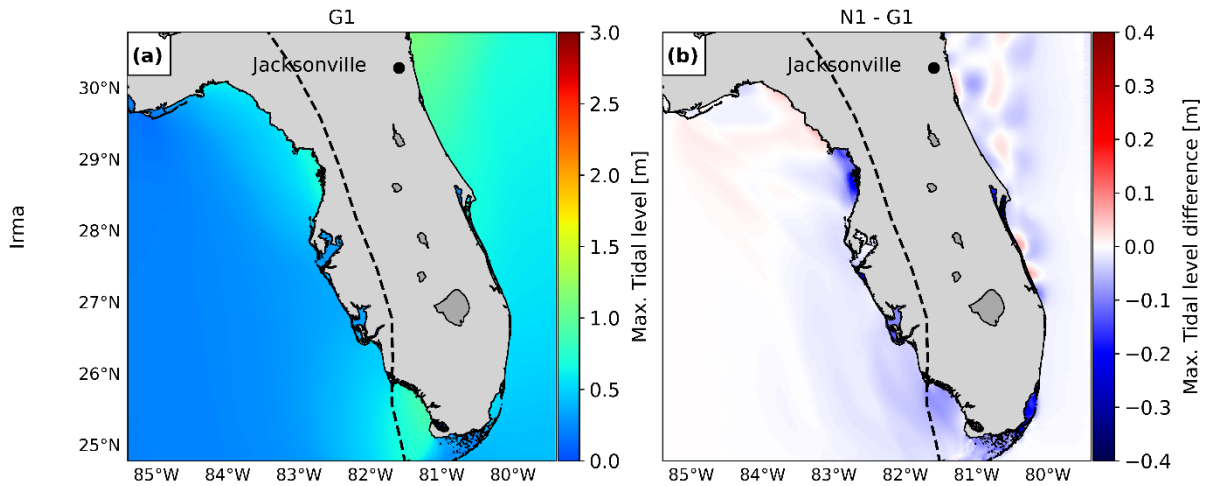 G1
N1 - G1
(a)
Jacksonville
(b)
Jacksonville
Irma
30°N
29°N
28°N
27°N
26°N
25°N
85°W
84°W
83°W
82°W
81°W
80°W
3.0
2.5
2.0
1.5
1.0
0.5
0.0
Max. Tidal level [m]
85°W
84°W
83°W
82°W
81°W
80°W
0.4
0.3
0.2
0.1
0.0
−0.1
−0.2
−0.3
−0.4
Max. Tidal level difference [m]